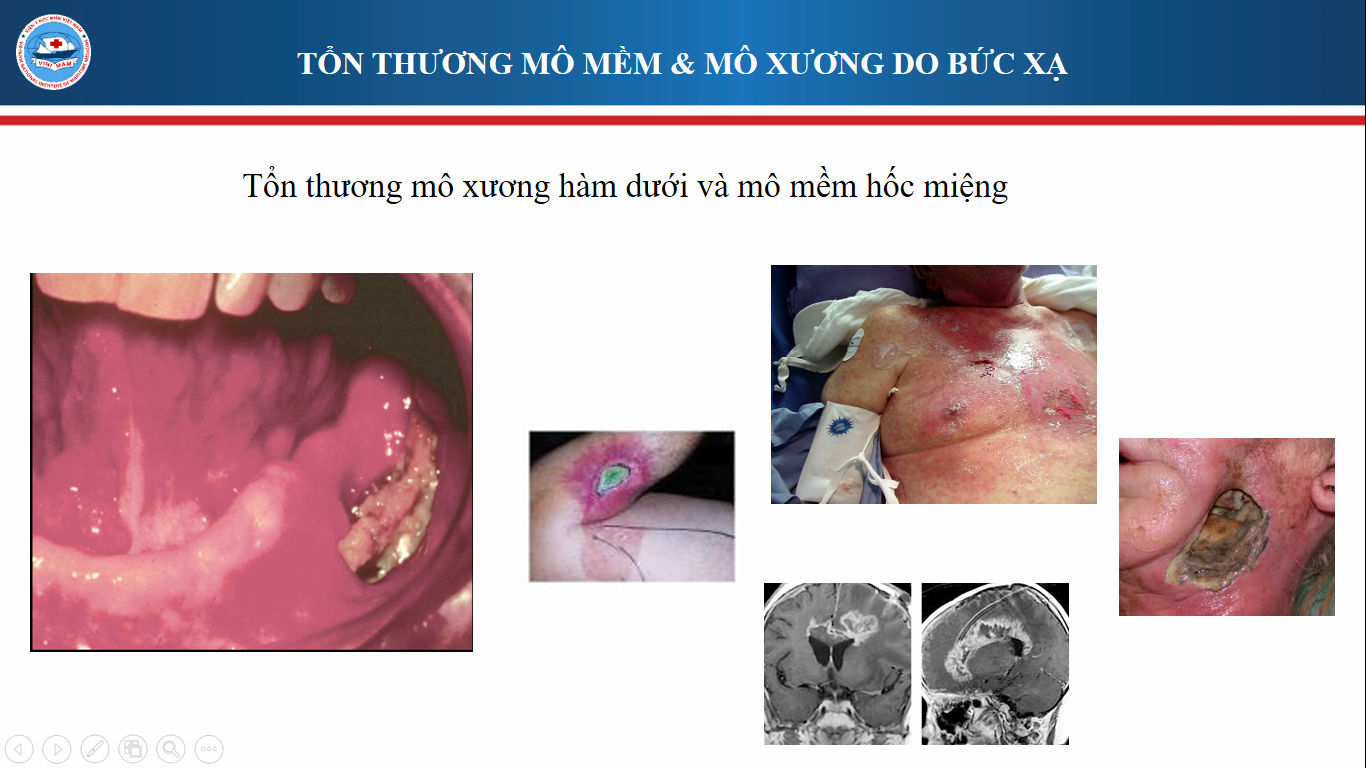 VINIMAM
TỔN THƯƠNG MÔ MỀM & MÔ XƯƠNG DO BỨC XẠ
Tổn thương mô xương hàm dưới và mô mềm hốc miệng